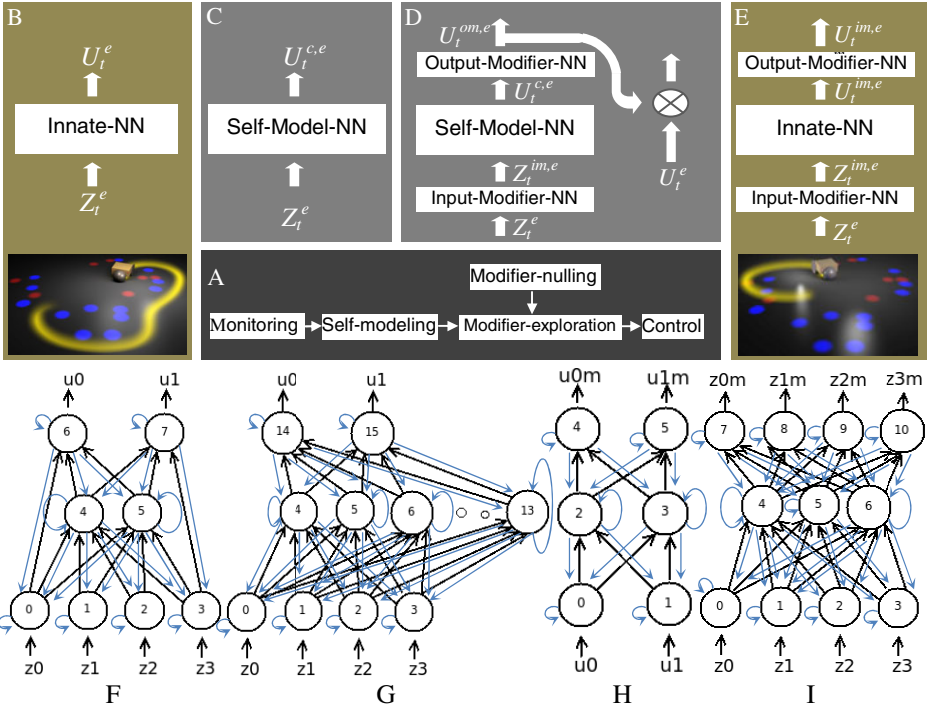 B
U_t^e
Innate-NN
Z_t^e
C
U_t^{c,e}
Self-Model-NN
Z_t^e
D
U_t^{om,e}
Output-Modifier-NN
U_t^{c,e}
Self-Model-NN
Z_t^{im,e}
Input-Modifier-NN
Z_t^e
U_t^e
E
U_t^{im,e}
Output-Modifier-NN
U_t^{im,e}
Innate-NN
Z_t^{im,e}
Input-Modifier-NN
Z_t^e
A
Modifier-nulling
Monitoring Self-modeling Modifier-exploration Control
u0 u1
6 7
4 5
0 1 2 3
z0 z1 z2 z3
F
u0 u1
14 15
4 5 6 13
0 1 2 3
z0 z1 z2 z3
G
u0m u1m
4 5
2 3
0 1
u0 u1
H
z0m z1m z2m z3m
7 8 9 10
4 5 6
0 1 2 3
z0 z1 z2 z3
I